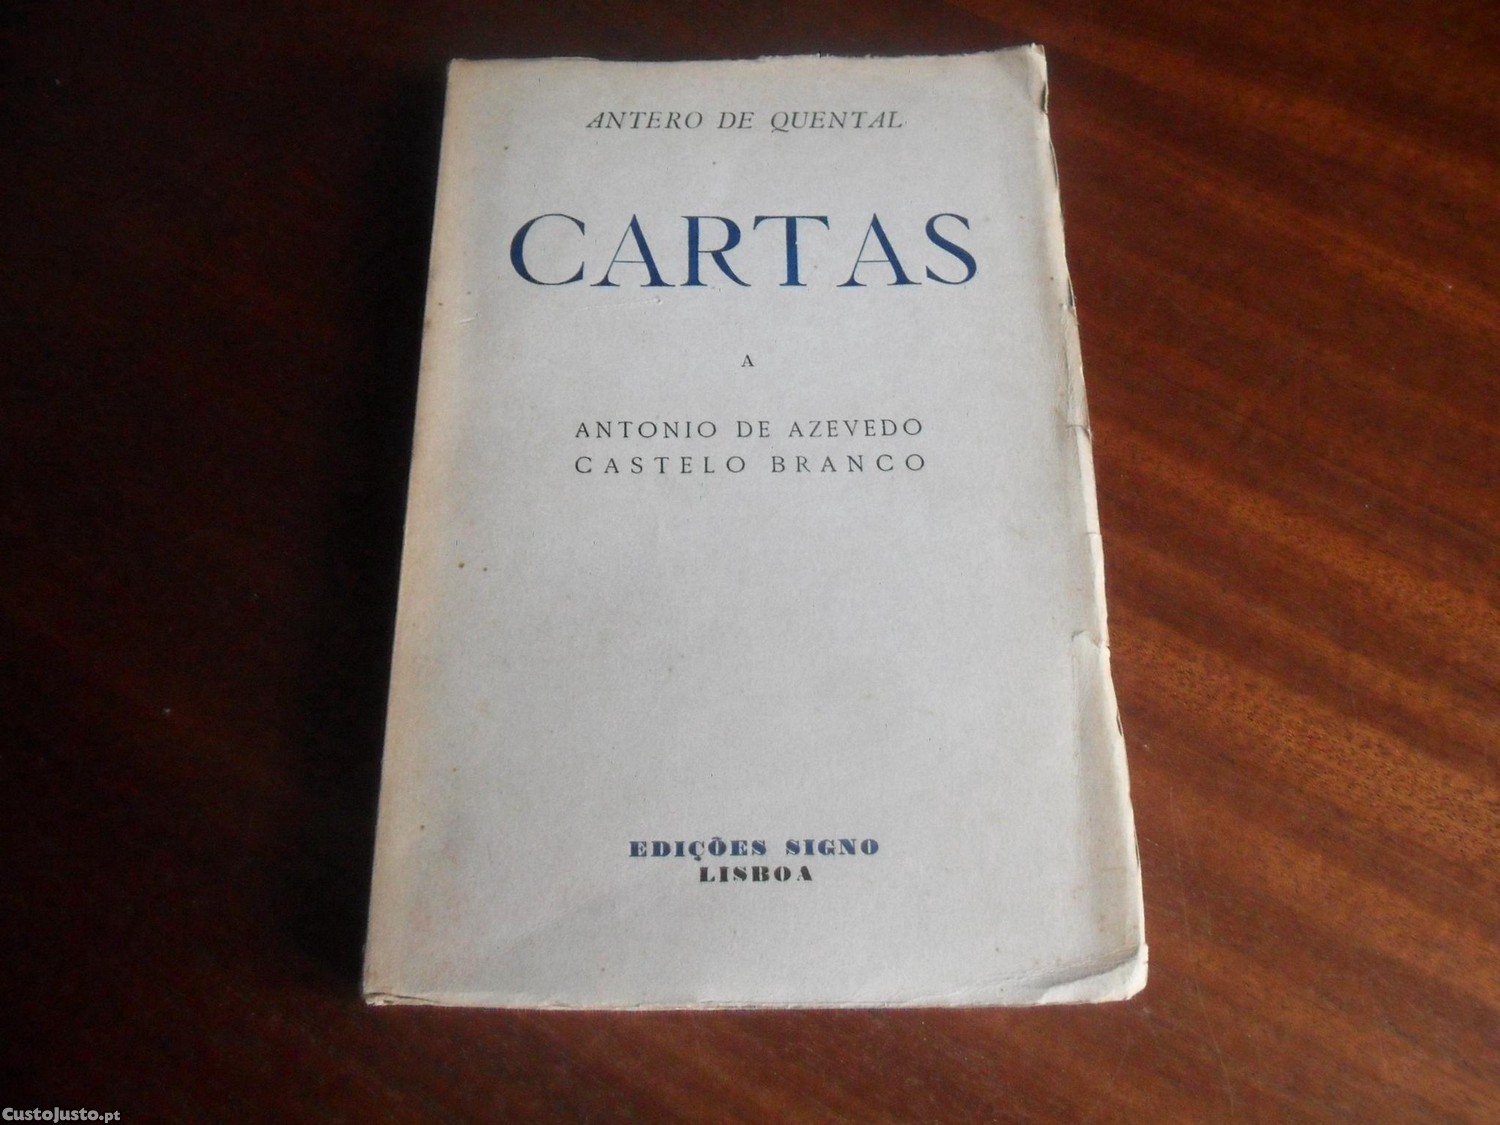 ANTERO DE QUENTAL
CARTAS
A
ANTONIO DE AZEVEDO
CASTELO BRANCO
EDIÇÕES SIGNO
LISBOA
CustoJusto.pt